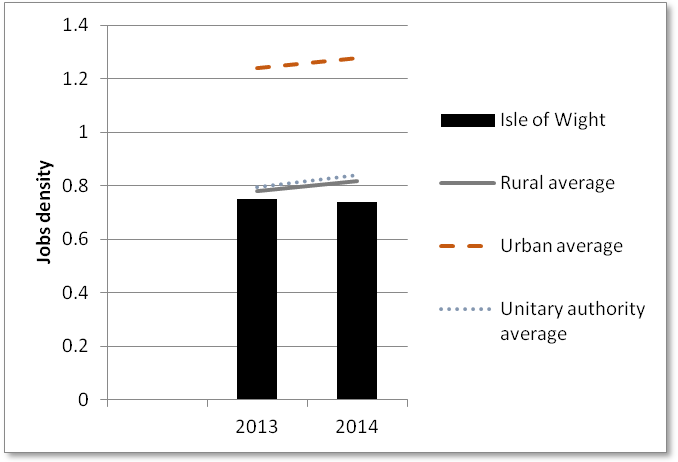 1.4
1.2
1
0.8
0.6
0.4
0.2
0
Jobs density
2013
2014
Isle of Wight
Rural average
Urban average
Unitary authority
average